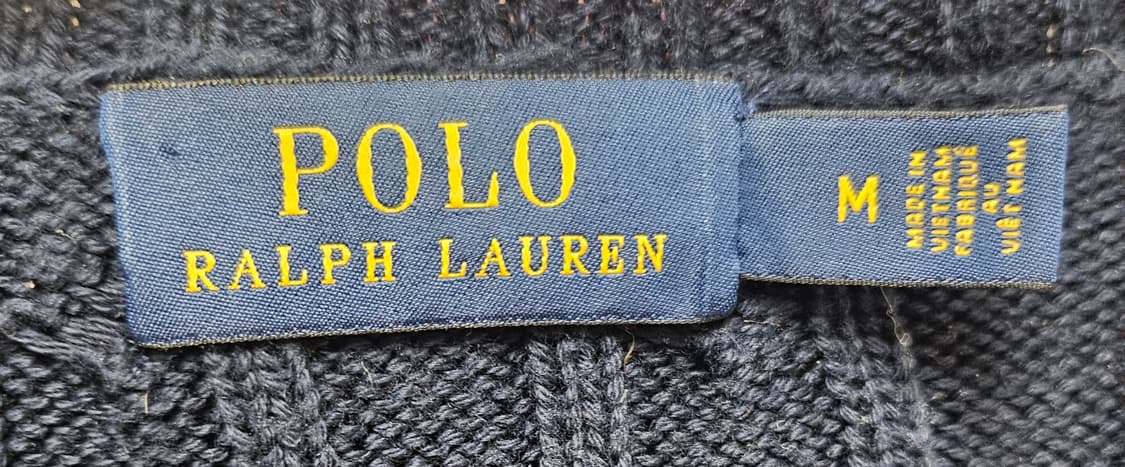 POLO
RALPH LAUREN
M
MADE IN
VIETNAM
FABRIQUÉ
AU
VIÊT NAM